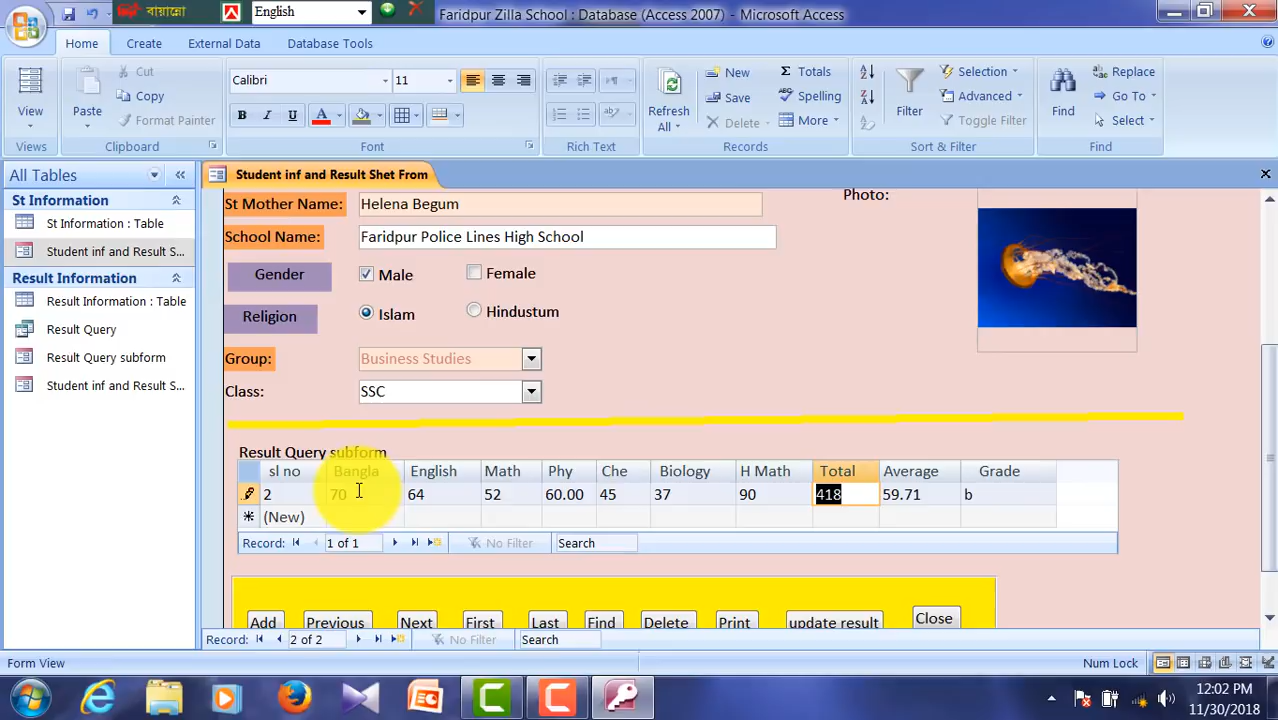 বায়ান্নো English Faridpur Zilla School : Database (Access 2007) - Microsoft Access
Home Create External Data Database Tools
View
Views
Paste
Cut
Copy
Format Painter
Clipboard
Calibri 11
B I U A
Font
Rich Text
Refresh All
New
Save
Delete
Totals
Spelling
More
Records
Filter
Selection
Advanced
Toggle Filter
Sort & Filter
Find
Replace
Go To
Select
Find
All Tables
St Information
St Information : Table
Student inf and Result S...
Result Information
Result Information : Table
Result Query
Result Query subform
Student inf and Result S...
Student inf and Result Shet From
St Mother Name: Helena Begum
Photo:
School Name: Faridpur Police Lines High School
Gender Male Female
Religion Islam Hindustum
Group: Business Studies
Class: SSC
Result Query subform
sl no Bangla English Math Phy Che Biology H Math Total Average Grade
2 70 64 52 60.00 45 37 90 418 59.71 b
(New)
Record: 1 of 1 No Filter Search
Add Previous Next First Last Find Delete Print update result Close
Record: 2 of 2 No Filter Search
Form View Num Lock
12:02 PM
11/30/2018